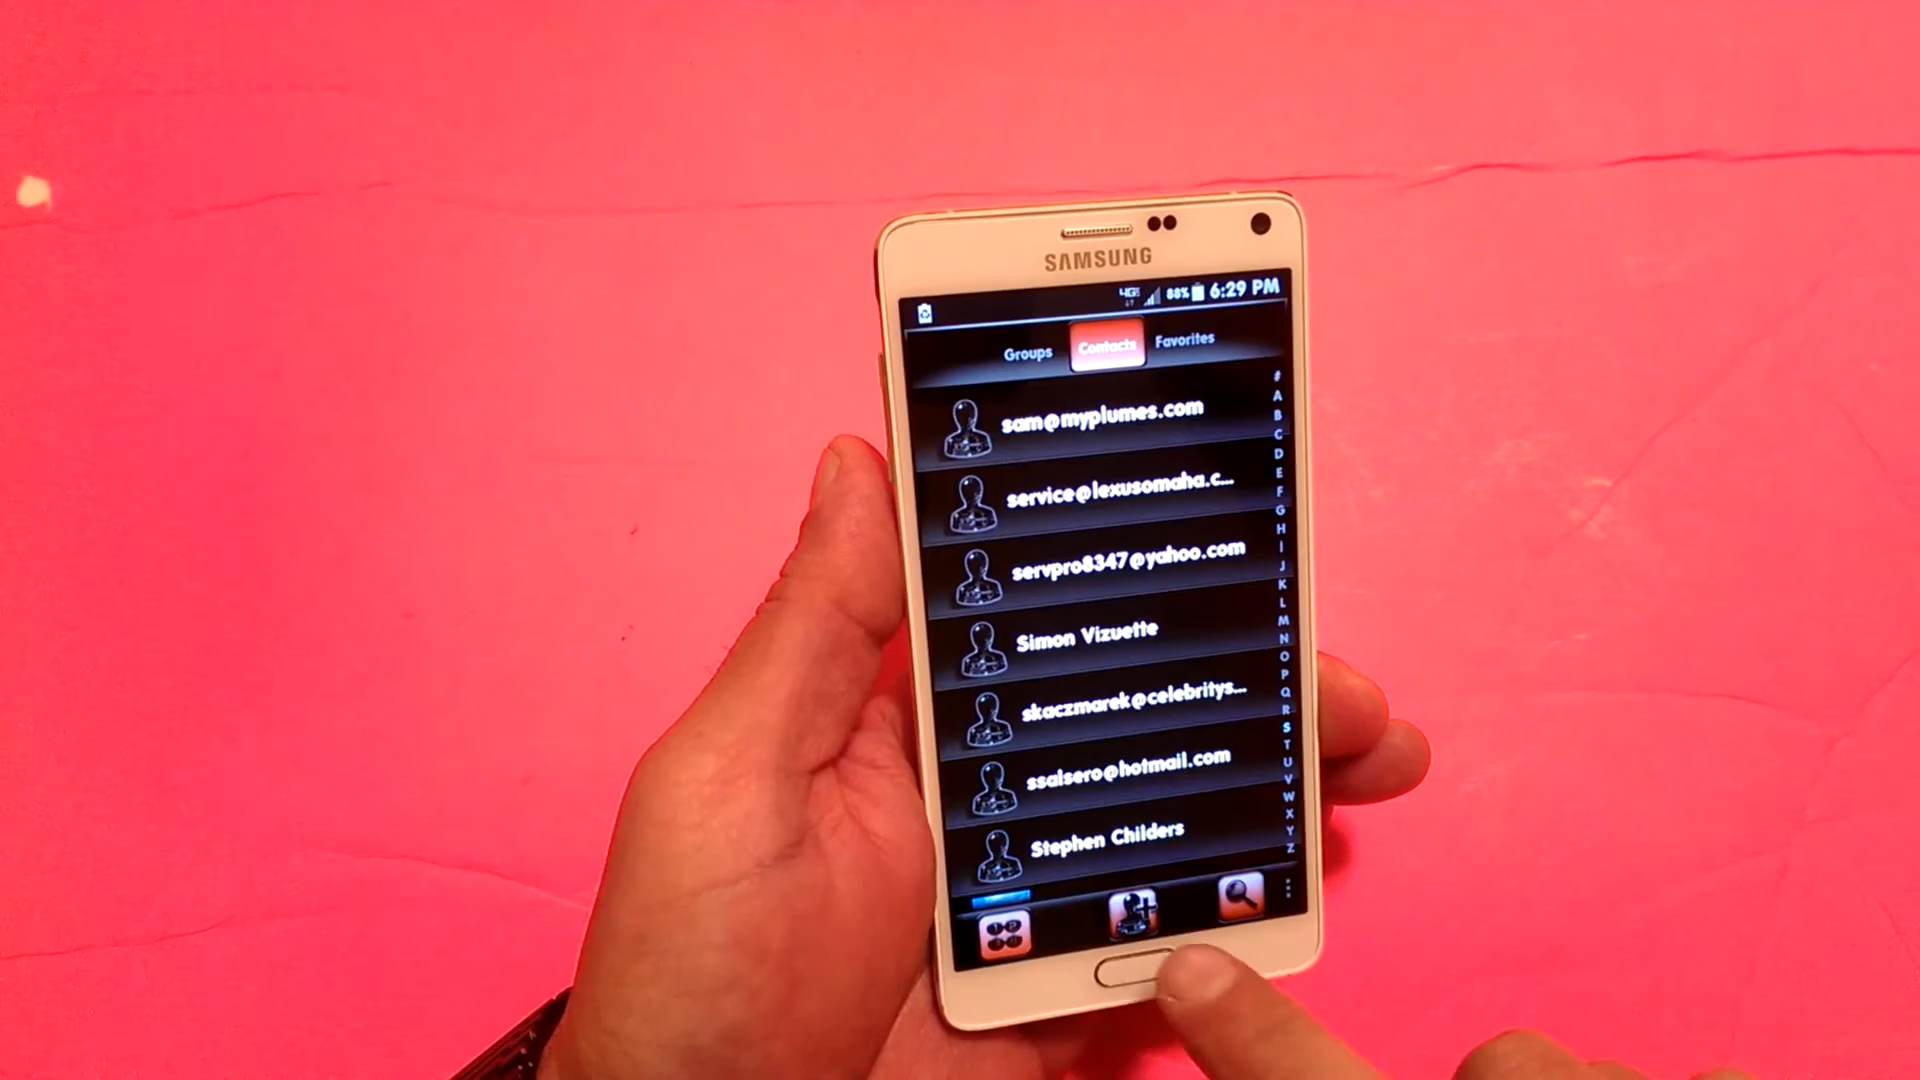 SAMSUNG
4G 88% 6:29 PM
Groups Contacts Favorites
sam@myplumes.com
service@lexusomaha.c...
servpro8347@yahoo.com
Simon Vizuette
skaczmarek@celebritys...
ssalsero@hotmail.com
Stephen Childers
#
A
B
C
D
E
F
G
H
I
J
K
L
M
N
O
P
Q
R
S
T
U
V
W
X
Y
Z